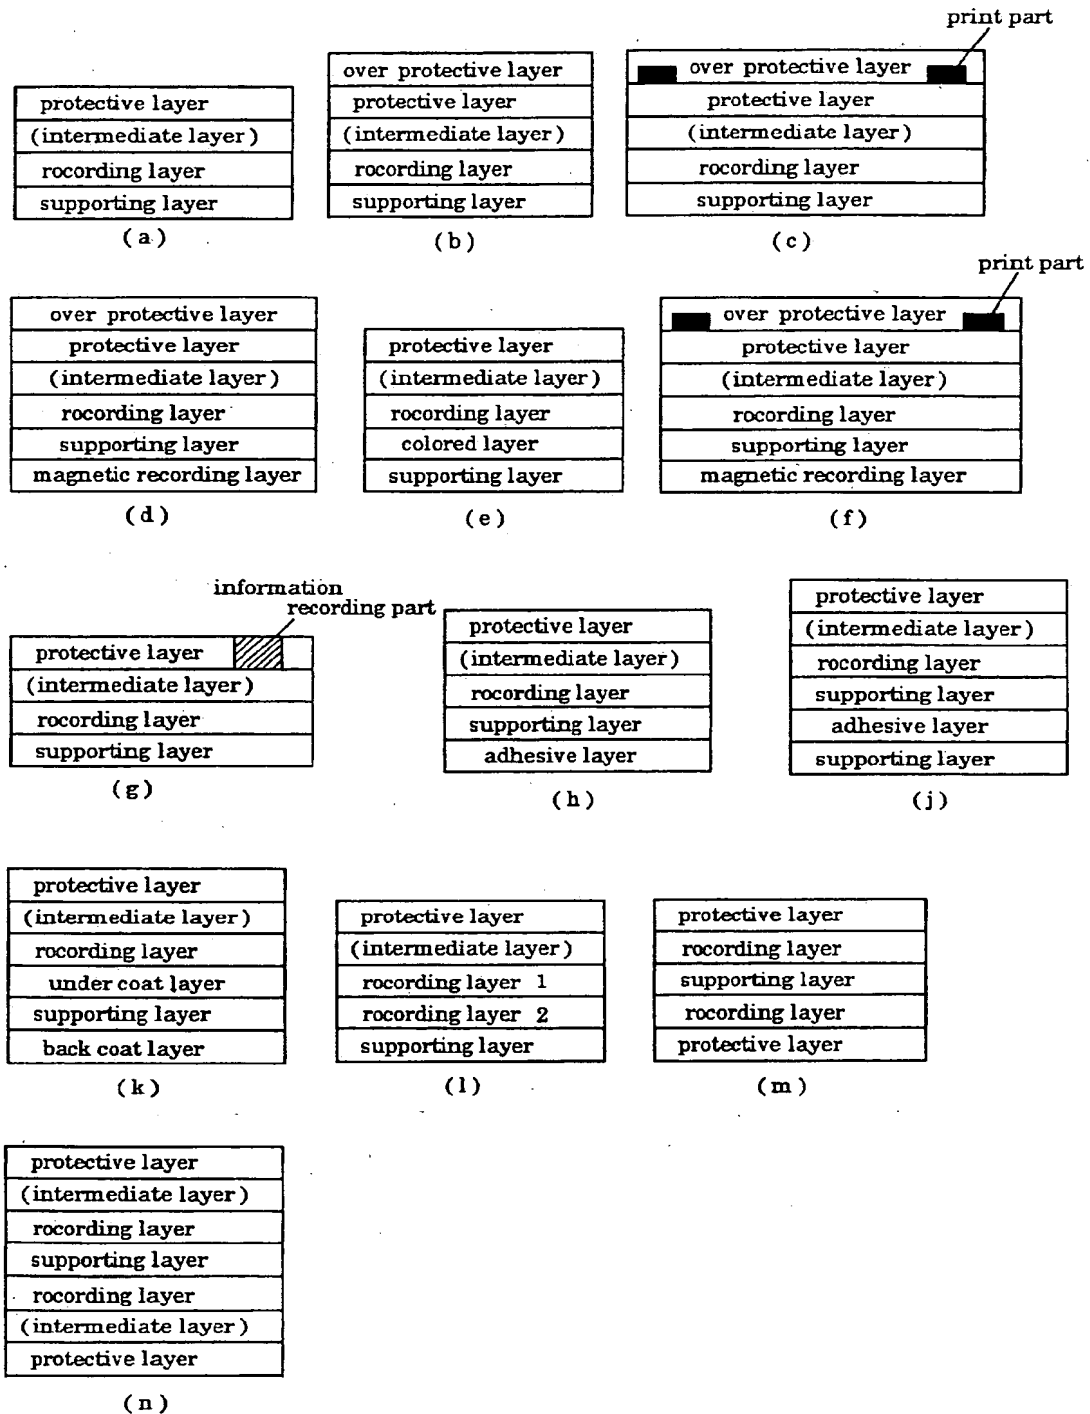 print part
protective layer
(intermediate layer)
rocording layer
supporting layer
(a)
over protective layer
protective layer
(intermediate layer)
rocording layer
supporting layer
(b)
over protective layer
protective layer
(intermediate layer)
rocording layer
supporting layer
(c)
print part
over protective layer
protective layer
(intermediate layer)
rocording layer
supporting layer
magnetic recording layer
(d)
protective layer
(intermediate layer)
rocording layer
colored layer
supporting layer
(e)
over protective layer
protective layer
(intermediate layer)
rocording layer
supporting layer
magnetic recording layer
(f)
information
recording part
protective layer
(intermediate layer)
rocording layer
supporting layer
(g)
protective layer
(intermediate layer)
rocording layer
supporting layer
adhesive layer
(h)
protective layer
(intermediate layer)
rocording layer
supporting layer
adhesive layer
supporting layer
(j)
protective layer
(intermediate layer)
rocording layer
under coat layer
supporting layer
back coat layer
(k)
protective layer
(intermediate layer)
rocording layer 1
rocording layer 2
supporting layer
(l)
protective layer
rocording layer
supporting layer
rocording layer
protective layer
(m)
protective layer
(intermediate layer)
rocording layer
supporting layer
rocording layer
(intermediate layer)
protective layer
(n)